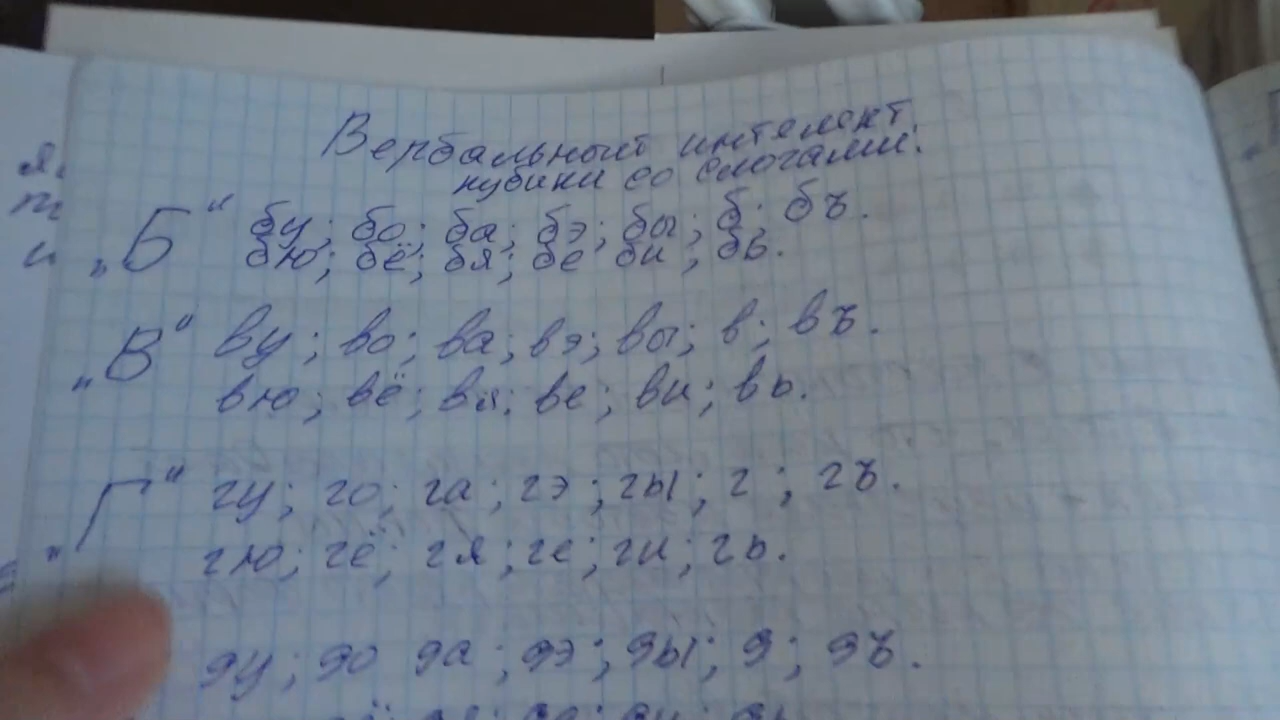 Вербальный интелект.
кубики со слогами:
„Б“ бу; бо; ба; бэ; бы; б; бъ.
бю; бё; бя; бе би; бь.
„В“ ву; во; ва; вэ; вы; в; въ.
вю; вё; вя; ве; ви; вь.
„Г“ гу; го; га; гэ; гы; г; гъ.
гю; гё; гя; ге; ги; гь.
ду; до да; дэ; ды; д; дъ.